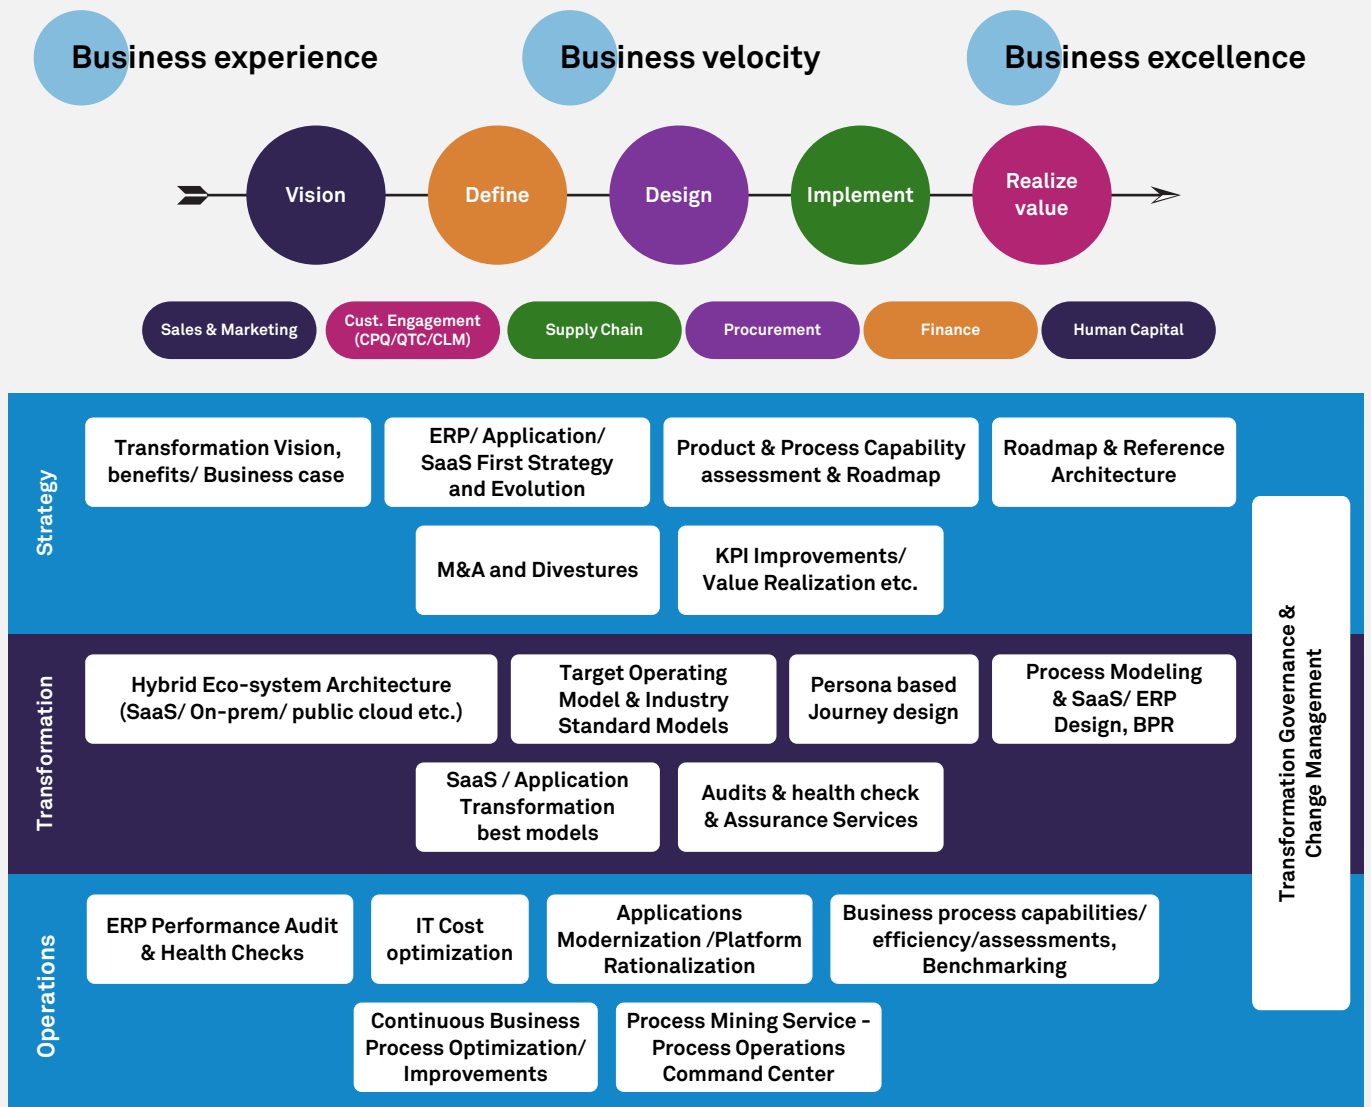 Business experience
Business velocity
Business excellence
Vision
Define
Design
Implement
Realize
value
Sales & Marketing
Cust. Engagement
(CPQ/QTC/CLM)
Supply Chain
Procurement
Finance
Human Capital
Strategy
Transformation Vision,
benefits/ Business case
ERP/ Application/
SaaS First Strategy
and Evolution
Product & Process Capability
assessment & Roadmap
Roadmap & Reference
Architecture
M&A and Divestures
KPI Improvements/
Value Realization etc.
Transformation
Hybrid Eco-system Architecture
(SaaS/ On-prem/ public cloud etc.)
Target Operating
Model & Industry
Standard Models
Persona based
Journey design
Process Modeling
& SaaS/ ERP
Design, BPR
SaaS / Application
Transformation
best models
Audits & health check
& Assurance Services
Operations
ERP Performance Audit
& Health Checks
IT Cost
optimization
Applications
Modernization /Platform
Rationalization
Business process capabilities/
efficiency/assessments,
Benchmarking
Continuous Business
Process Optimization/
Improvements
Process Mining Service -
Process Operations
Command Center
Transformation Governance &
Change Management